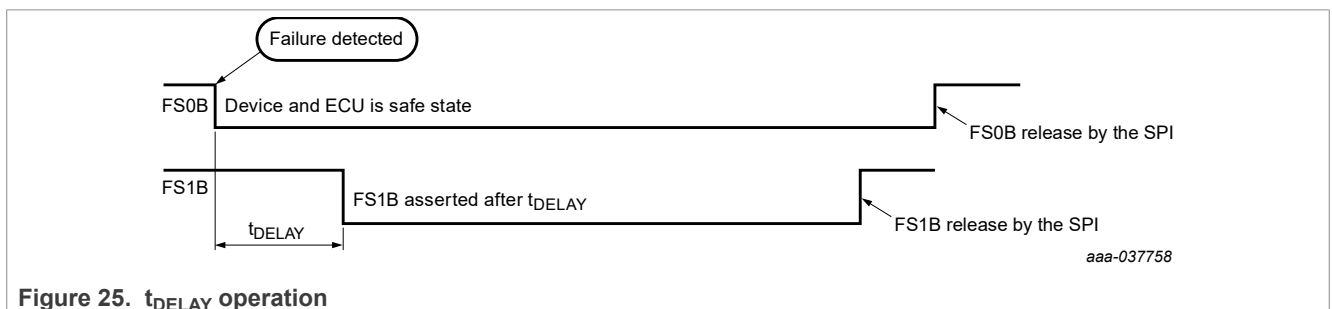 Failure detected
FS0B
Device and ECU is safe state
FS0B release by the SPI
FS1B
FS1B asserted after tDELAY
FS1B release by the SPI
tDELAY
aaa-037758
Figure 25. tDELAY operation